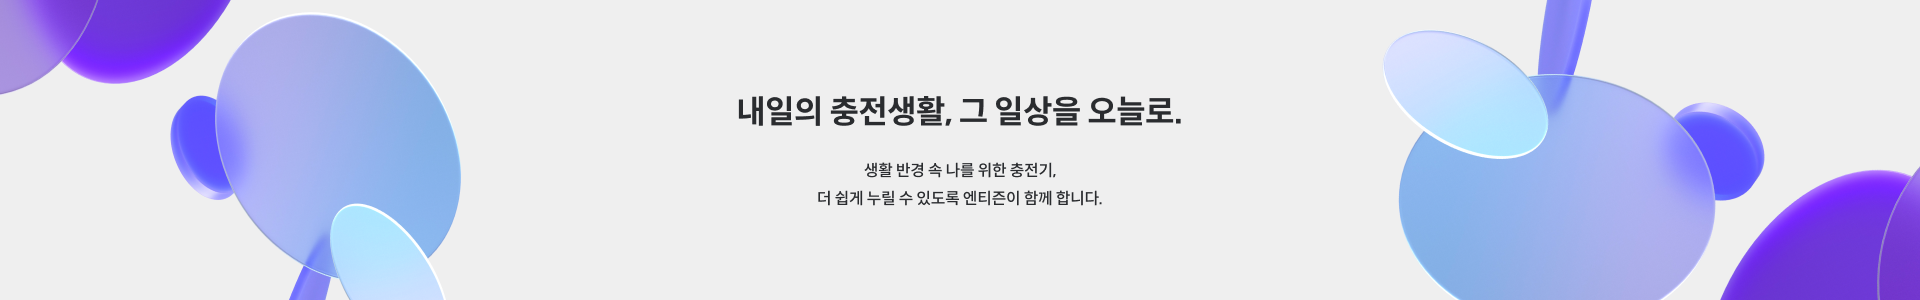 내일의 충전생활, 그 일상을 오늘로.
생활 반경 속 나를 위한 충전기,
더 쉽게 누릴 수 있도록 엔티즌이 함께 합니다.